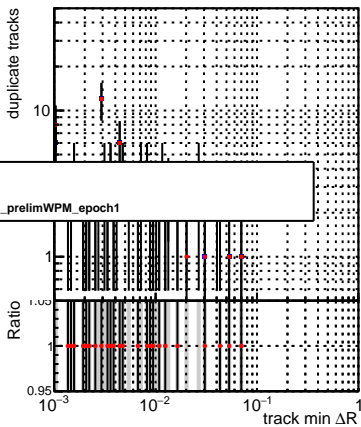 duplicate tracks
10
_prelimWPM_epoch1
1
Ratio
1.05
1
0.95
10⁻³
10⁻²
10⁻¹
1
track min ΔR